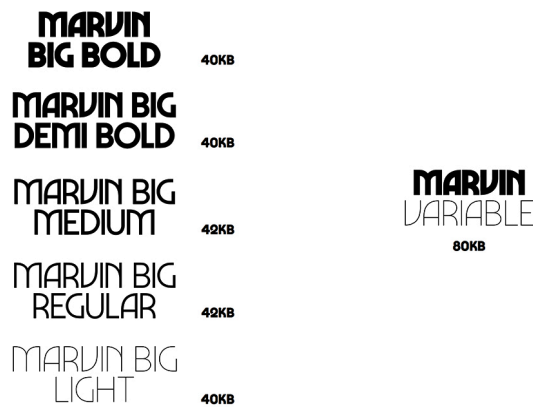 MARVIN
BIG BOLD
40KB
MARVIN BIG
DEMI BOLD
40KB
MARVIN BIG
MEDIUM
42KB
MARVIN BIG
REGULAR
42KB
MARVIN BIG
LIGHT
40KB
MARVIN
VARIABLE
80KB